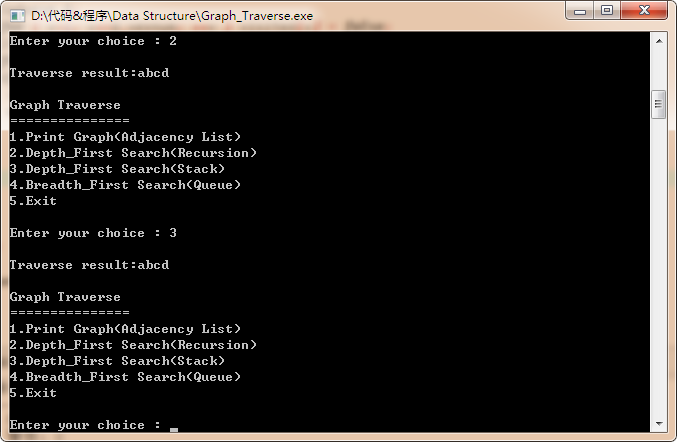 D:\代码&程序\Data Structure\Graph_Traverse.exe
Enter your choice : 2
Traverse result:abcd
Graph Traverse
===============
1.Print Graph(Adjacency List)
2.Depth_First Search(Recursion)
3.Depth_First Search(Stack)
4.Breadth_First Search(Queue)
5.Exit
Enter your choice : 3
Traverse result:abcd
Graph Traverse
===============
1.Print Graph(Adjacency List)
2.Depth_First Search(Recursion)
3.Depth_First Search(Stack)
4.Breadth_First Search(Queue)
5.Exit
Enter your choice : _